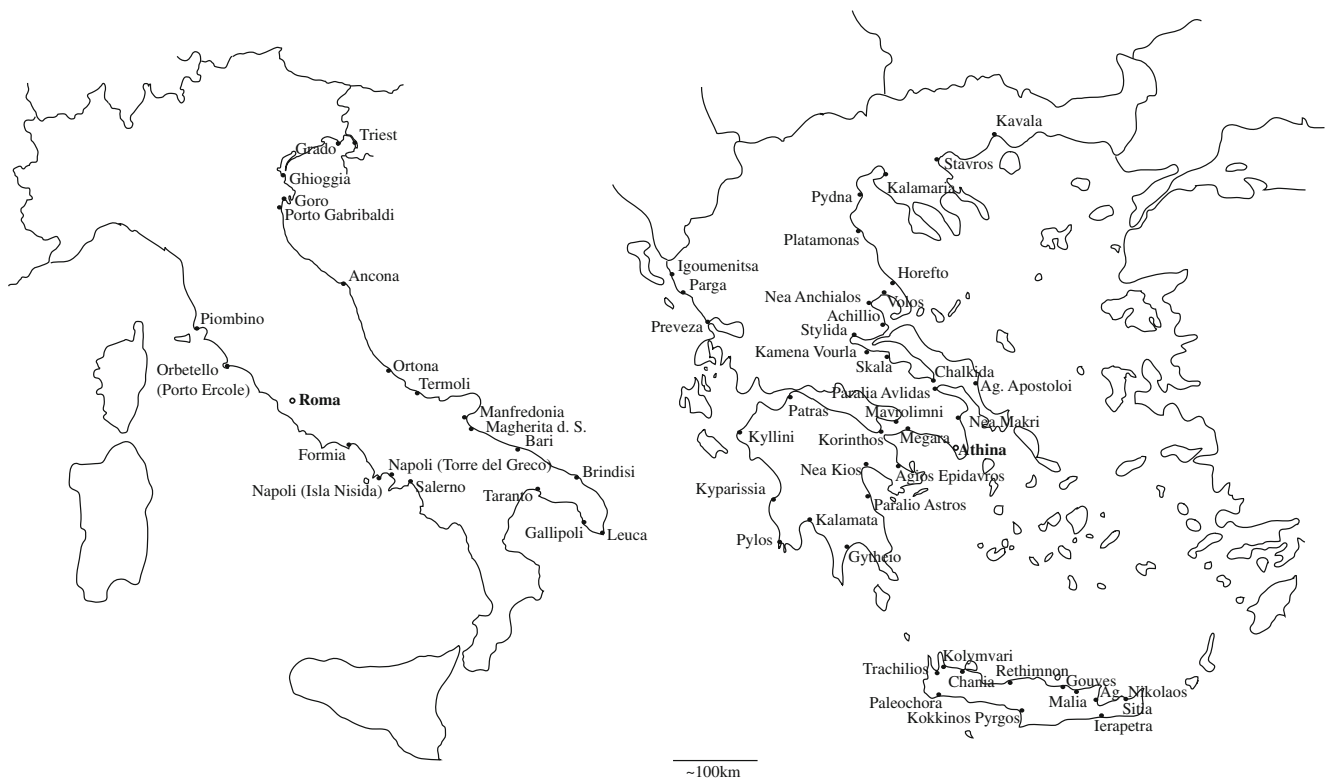 Triest
Grado
Ghioggia
Goro
Porto Gabribaldi
Ancona
Piombino
Orbetello
(Porto Ercole)
Roma
Ortona
Termoli
Manfredonia
Magherita d. S.
Bari
Formia
Napoli (Torre del Greco)
Napoli (Isla Nisida)
Salerno
Brindisi
Taranto
Gallipoli
Leuca
Kavala
Stavros
Kalamaria
Pydna
Platamonas
Igoumenitsa
Parga
Horefto
Nea Anchialos
Volos
Achillio
Preveza
Stylida
Kamena Vourla
Skala
Chalkida
Ag. Apostoloi
Paralia Avlidas
Patras
Mavrolimni
Nea Makri
Kyllini
Korinthos
Megara
Athina
Nea Kios
Agios Epidavros
Kyparissia
Paralio Astros
Kalamata
Pylos
Gytheio
Kolymvari
Trachilios
Chania
Rethimnon
Gouves
Paleochora
Malia
Ag. Nikolaos
Sitia
Kokkinos Pyrgos
Ierapetra
~100km